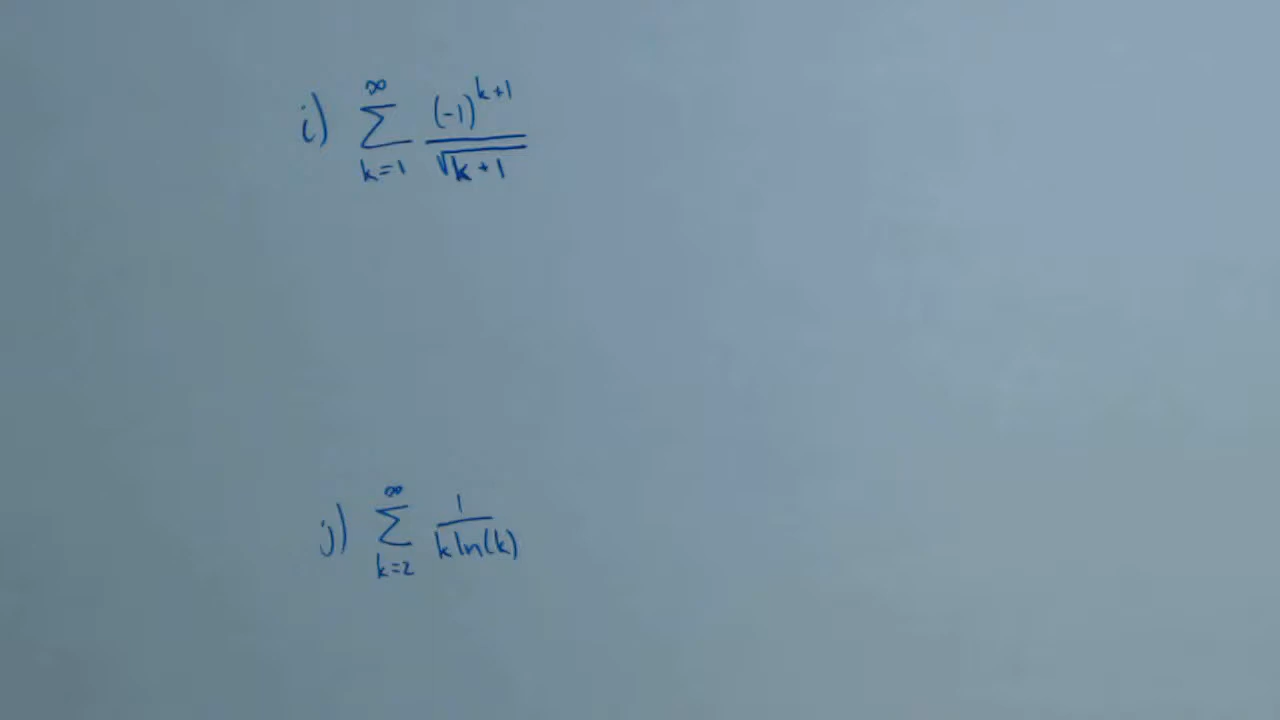 i) ∑_{k=1}^{∞} (-1)^{k+1} / √(k+1)
j) ∑_{k=2}^{∞} 1 / (k ln(k))